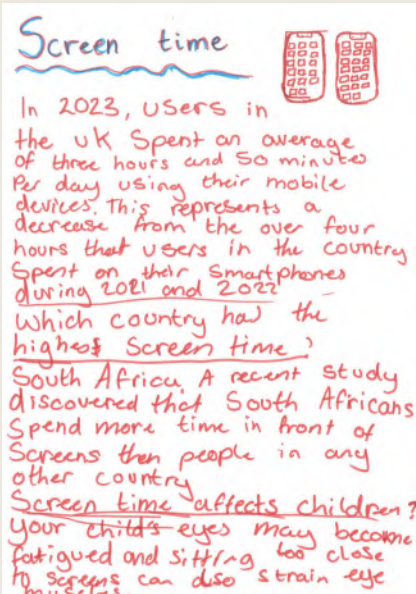 Screen time
In 2023, users in
the UK Spent an average
of three hours and 50 minutes
Per day using their mobile
devices. This represents a
decrease from the over four
hours that users in the country
Spent on their Smartphones
during 2021 and 2022
Which country had the
highest Screen time?
South Africa. A recent study
discovered that South Africans
Spend more time in front of
Screens then people in any
other country
Screen time affects children?
your child's eyes may become
fatigued and sitting too close
to screens can also strain eye